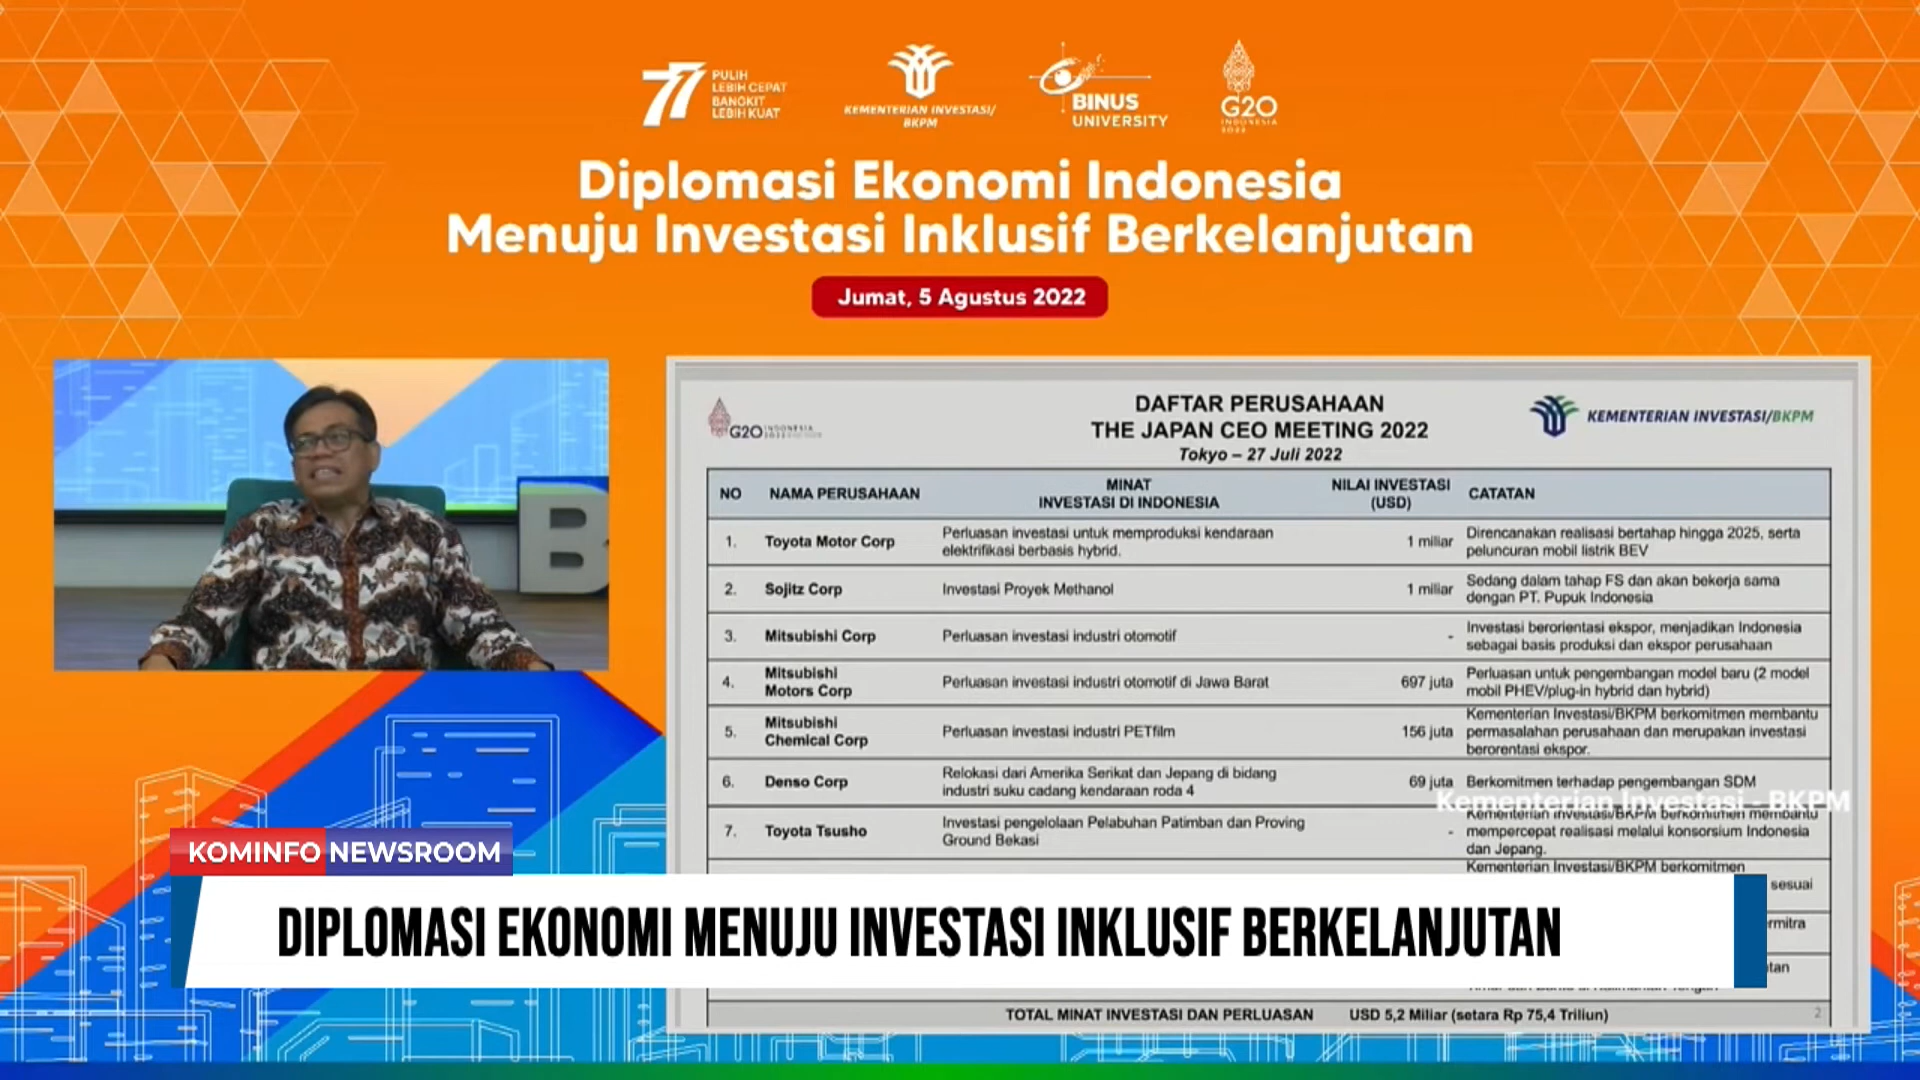 77 PULIH
LEBIH CEPAT
BANGKIT
LEBIH KUAT
KEMENTERIAN INVESTASI/
BKPM
BINUS
UNIVERSITY
G20
INDONESIA
2022
Diplomasi Ekonomi Indonesia
Menuju Investasi Inklusif Berkelanjutan
Jumat, 5 Agustus 2022
B
G20 INDONESIA
DAFTAR PERUSAHAAN
THE JAPAN CEO MEETING 2022
Tokyo – 27 Juli 2022
KEMENTERIAN INVESTASI/BKPM
NO NAMA PERUSAHAAN MINAT INVESTASI DI INDONESIA NILAI INVESTASI (USD) CATATAN
1. Toyota Motor Corp Perluasan investasi untuk memproduksi kendaraan elektrifikasi berbasis hybrid. 1 miliar Direncanakan realisasi bertahap hingga 2025, serta peluncuran mobil listrik BEV
2. Sojitz Corp Investasi Proyek Methanol 1 miliar Sedang dalam tahap FS dan akan bekerja sama dengan PT. Pupuk Indonesia
3. Mitsubishi Corp Perluasan investasi industri otomotif - Investasi berorientasi ekspor, menjadikan Indonesia sebagai basis produksi dan ekspor perusahaan
4. Mitsubishi Motors Corp Perluasan investasi industri otomotif di Jawa Barat 697 juta Perluasan untuk pengembangan model baru (2 model mobil PHEV/plug-in hybrid dan hybrid)
5. Mitsubishi Chemical Corp Perluasan investasi industri PETfilm 156 juta Kementerian Investasi/BKPM berkomitmen membantu permasalahan perusahaan dan merupakan investasi berorentasi ekspor.
6. Denso Corp Relokasi dari Amerika Serikat dan Jepang di bidang industri suku cadang kendaraan roda 4 69 juta Berkomitmen terhadap pengembangan SDM
Kementerian Investasi - BKPM
7. Toyota Tsusho Investasi pengelolaan Pelabuhan Patimban dan Proving Ground Bekasi - Kementerian Investasi/BKPM berkomitmen membantu mempercepat realisasi melalui konsorsium Indonesia dan Jepang.
Kementerian Investasi/BKPM berkomitmen
sesuai
TOTAL MINAT INVESTASI DAN PERLUASAN USD 5,2 Miliar (setara Rp 75,4 Triliun)
2
KOMINFO NEWSROOM
DIPLOMASI EKONOMI MENUJU INVESTASI INKLUSIF BERKELANJUTAN